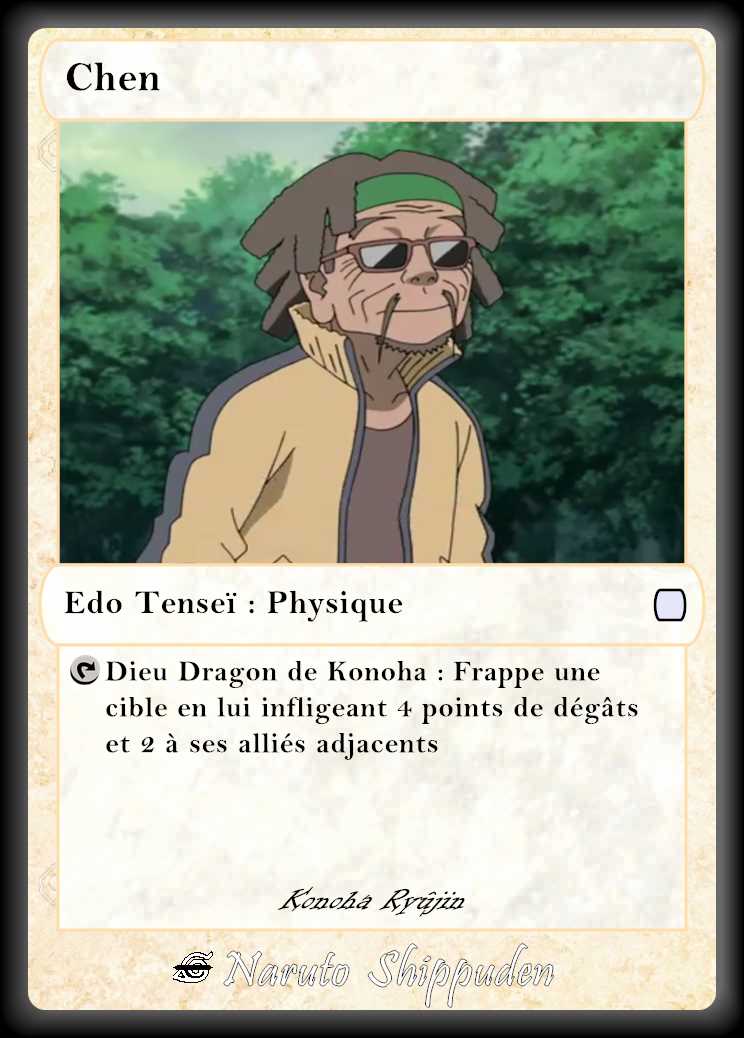 Chen
Edo Tenseï : Physique
Dieu Dragon de Konoha : Frappe une
cible en lui infligeant 4 points de dégâts
et 2 à ses alliés adjacents
Konoha Ryûjin
Naruto Shippuden